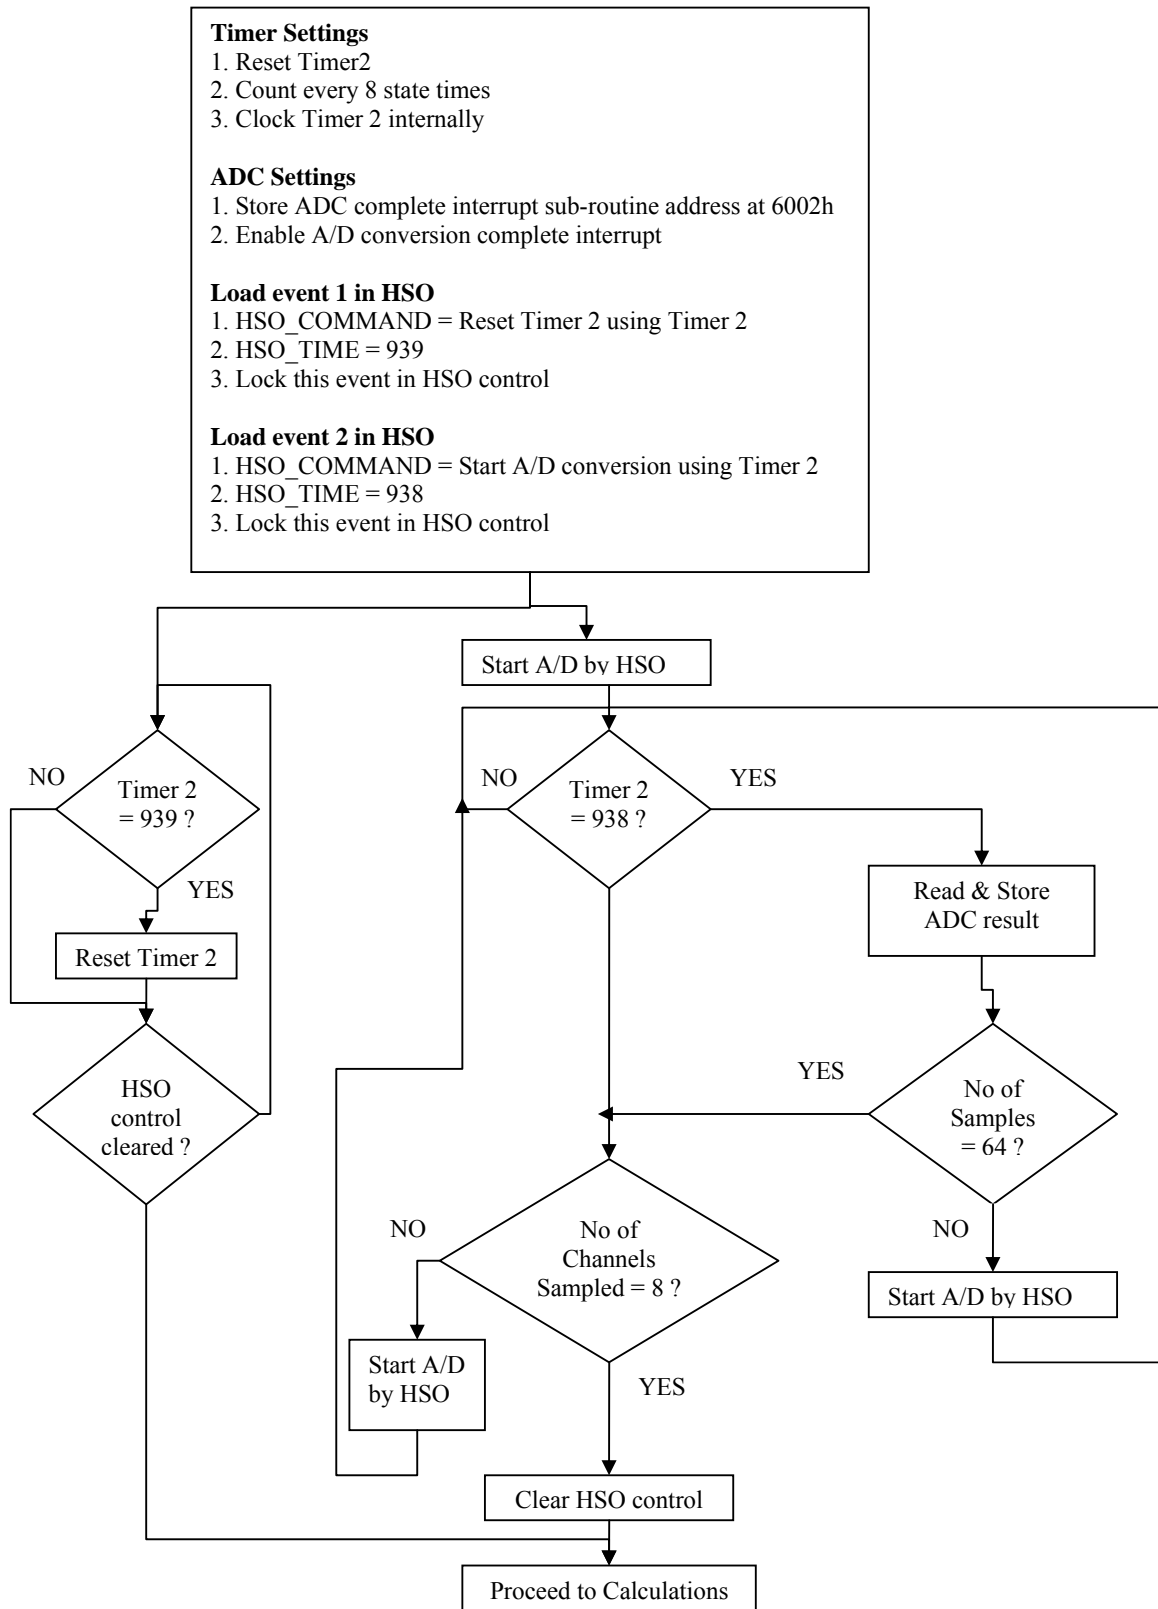 Timer Settings
1. Reset Timer2
2. Count every 8 state times
3. Clock Timer 2 internally
ADC Settings
1. Store ADC complete interrupt sub-routine address at 6002h
2. Enable A/D conversion complete interrupt
Load event 1 in HSO
1. HSO_COMMAND = Reset Timer 2 using Timer 2
2. HSO_TIME = 939
3. Lock this event in HSO control
Load event 2 in HSO
1. HSO_COMMAND = Start A/D conversion using Timer 2
2. HSO_TIME = 938
3. Lock this event in HSO control
Start A/D by HSO
NO
Timer 2
= 939 ?
YES
Reset Timer 2
HSO
control
cleared ?
NO
Timer 2
= 938 ?
YES
Read & Store
ADC result
YES
No of
Samples
= 64 ?
NO
Start A/D by HSO
NO
No of
Channels
Sampled = 8 ?
Start A/D
by HSO
YES
Clear HSO control
Proceed to Calculations